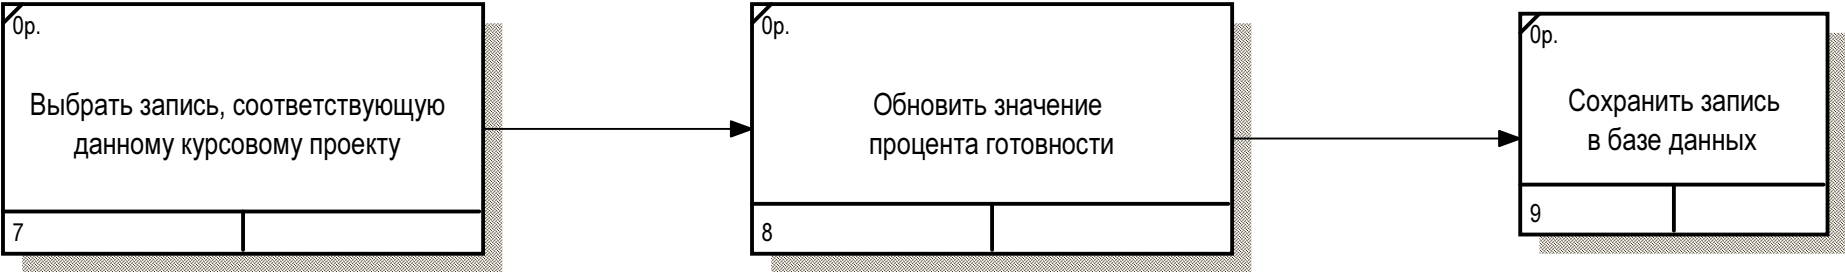 0р.
Выбрать запись, соответствующую
данному курсовому проекту
7
0р.
Обновить значение
процента готовности
8
0р.
Сохранить запись
в базе данных
9